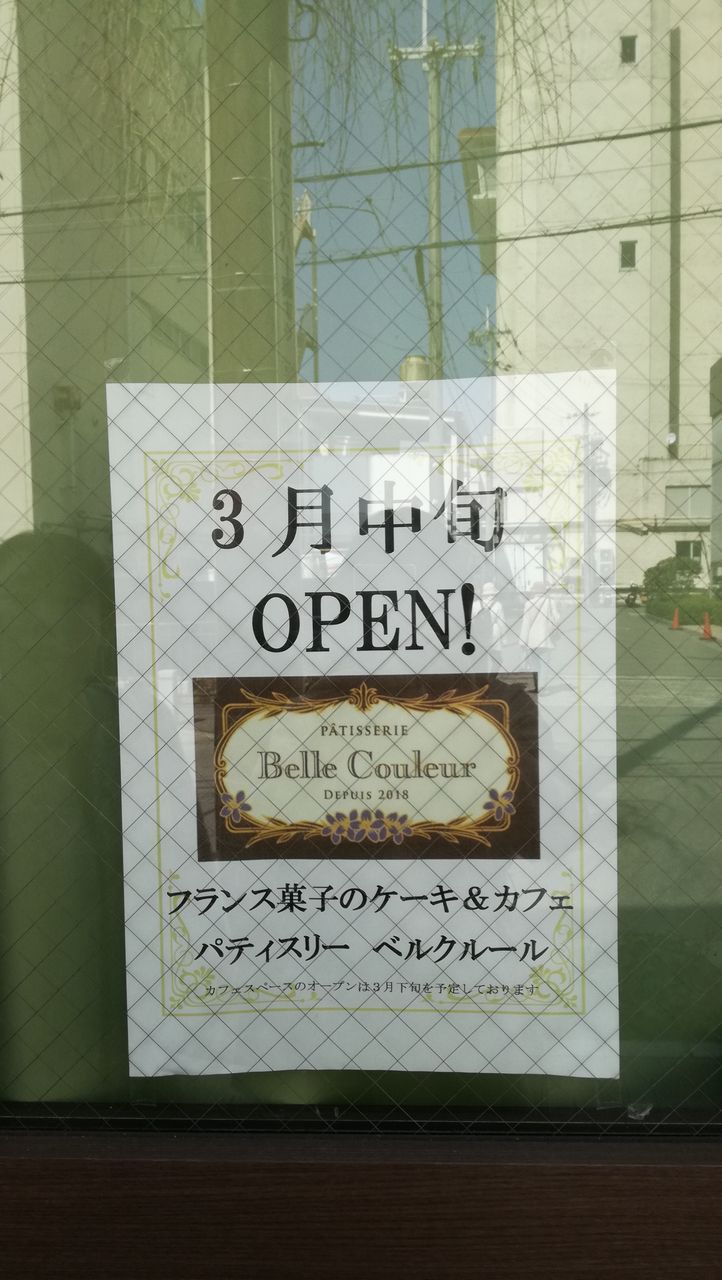 3月中旬
OPEN!
PÂTISSERIE
Belle Couleur
DEPUIS 2018
フランス菓子のケーキ&カフェ
パティスリー ベルクルール
カフェスペースのオープンは3月下旬を予定しております